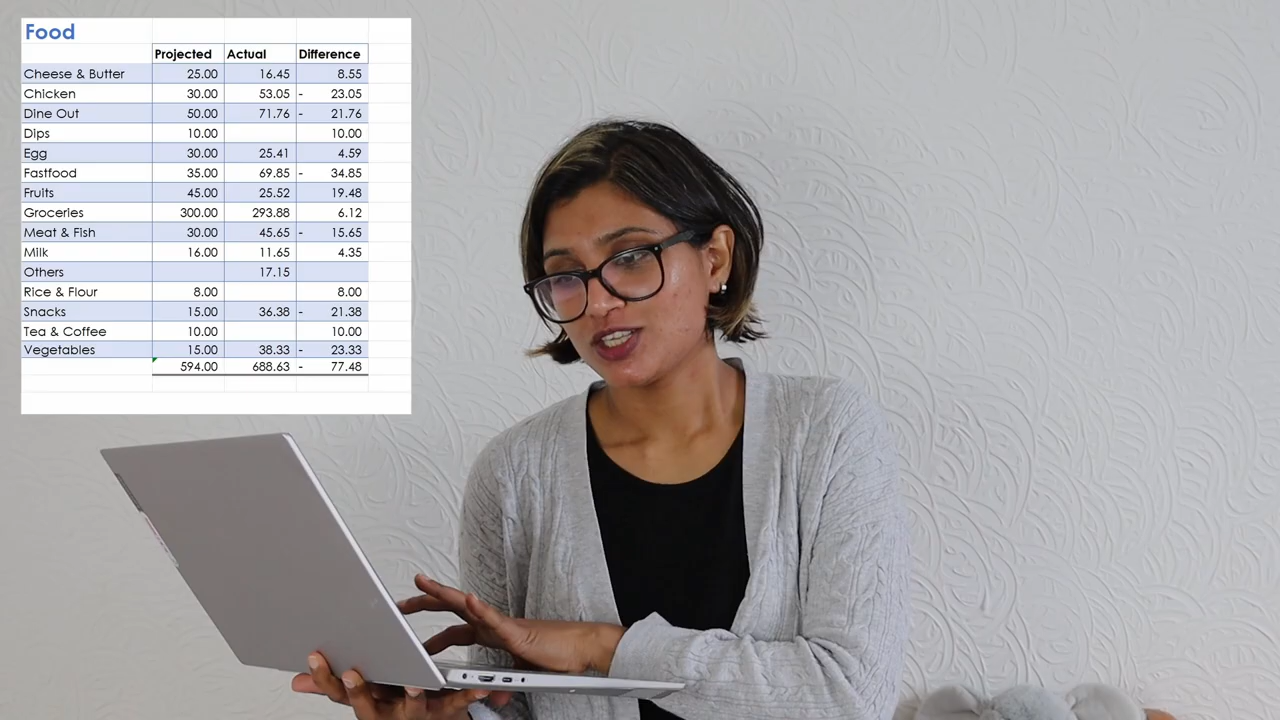 Food
Projected Actual Difference
Cheese & Butter 25.00 16.45 8.55
Chicken 30.00 53.05 - 23.05
Dine Out 50.00 71.76 - 21.76
Dips 10.00 10.00
Egg 30.00 25.41 4.59
Fastfood 35.00 69.85 - 34.85
Fruits 45.00 25.52 19.48
Groceries 300.00 293.88 6.12
Meat & Fish 30.00 45.65 - 15.65
Milk 16.00 11.65 4.35
Others 17.15
Rice & Flour 8.00 8.00
Snacks 15.00 36.38 - 21.38
Tea & Coffee 10.00 10.00
Vegetables 15.00 38.33 - 23.33
594.00 688.63 - 77.48